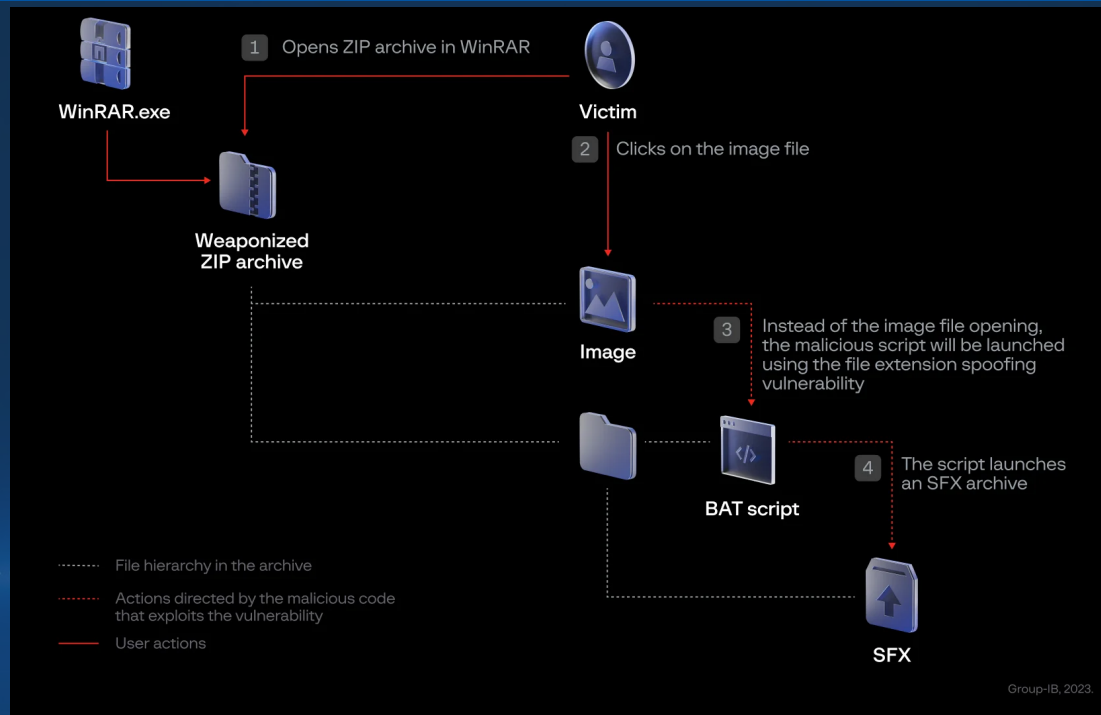 1 Opens ZIP archive in WinRAR
WinRAR.exe
Victim
2 Clicks on the image file
Weaponized
ZIP archive
Image
3 Instead of the image file opening,
the malicious script will be launched
using the file extension spoofing
vulnerability
BAT script
4 The script launches
an SFX archive
SFX
File hierarchy in the archive
Actions directed by the malicious code
that exploits the vulnerability
User actions
Group-IB, 2023.